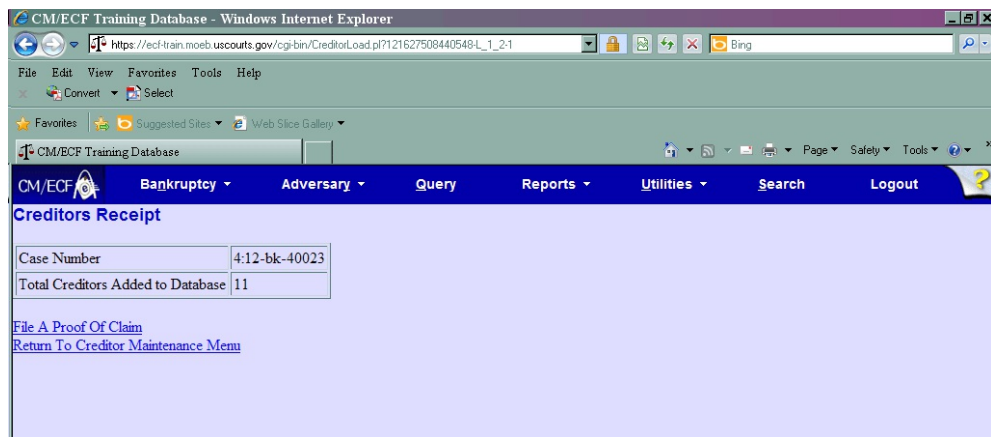 CM/ECF Training Database - Windows Internet Explorer
https://ecf-train.moeb.uscourts.gov/cgi-bin/CreditorLoad.pl?121627508440548-L_1_2-1
Bing
File Edit View Favorites Tools Help
x Convert Select
Favorites Suggested Sites Web Slice Gallery
CM/ECF Training Database
Page Safety Tools
CM/ECF Bankruptcy Adversary Query Reports Utilities Search Logout ?
Creditors Receipt
Case Number 4:12-bk-40023
Total Creditors Added to Database 11
File A Proof Of Claim
Return To Creditor Maintenance Menu